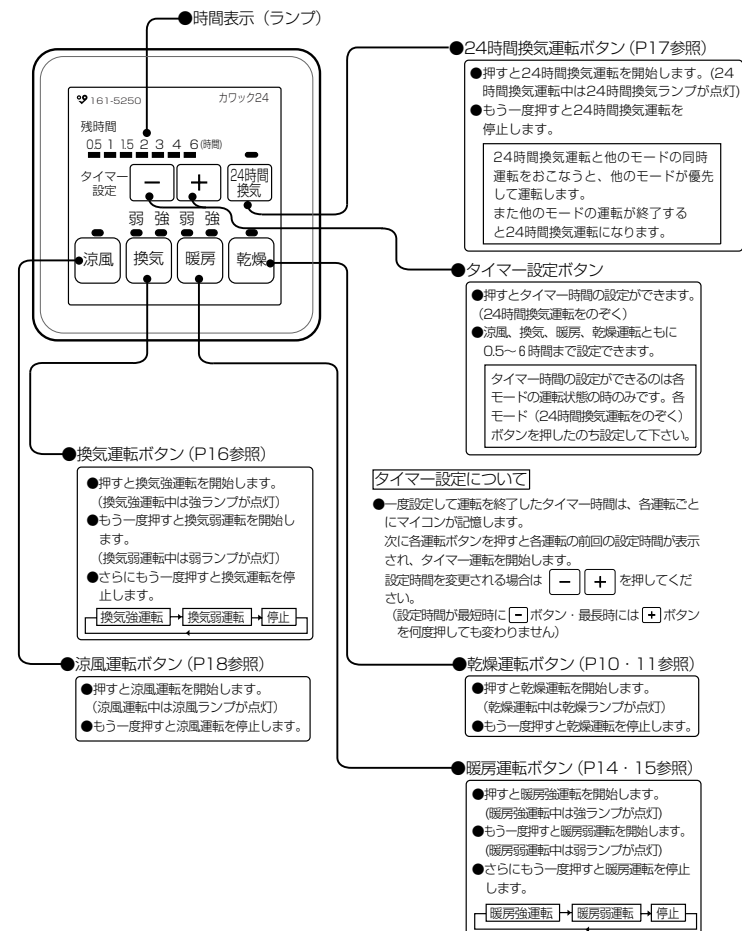 ●時間表示（ランプ）
161-5250
カワック24
残時間
0.5 1 1.5 2 3 4 6 (時間)
タイマー
設定
−
+
24時間
換気
弱 強 弱 強
涼風
換気
暖房
乾燥
●24時間換気運転ボタン（P17参照）
●押すと24時間換気運転を開始します。(24
時間換気運転中は24時間換気ランプが点灯)
●もう一度押すと24時間換気運転を
停止します。
24時間換気運転と他のモードの同時
運転をおこなうと、他のモードが優先
して運転します。
また他のモードの運転が終了する
と24時間換気運転になります。
●タイマー設定ボタン
●押すとタイマー時間の設定ができます。
（24時間換気運転をのぞく）
●涼風、換気、暖房、乾燥運転ともに
0.5〜６時間まで設定できます。
タイマー時間の設定ができるのは各
モードの運転状態の時のみです。各
モード（24時間換気運転をのぞく）
ボタンを押したのち設定して下さい。
●換気運転ボタン（P16参照）
●押すと換気強運転を開始します。
（換気強運転中は強ランプが点灯）
●もう一度押すと換気弱運転を開始し
ます。
（換気弱運転中は弱ランプが点灯）
●さらにもう一度押すと換気運転を停
止します。
換気強運転 → 換気弱運転 → 停止
タイマー設定について
●一度設定して運転を終了したタイマー時間は、各運転ごと
にマイコンが記憶します。
次に各運転ボタンを押すと各運転の前回の設定時間が表示
され、タイマー運転を開始します。
設定時間を変更される場合は − + を押してくだ
さい。
（設定時間が最短時に − ボタン・最長時には + ボタン
を何度押しても変わりません）
●涼風運転ボタン（P18参照）
●押すと涼風運転を開始します。
（涼風運転中は涼風ランプが点灯）
●もう一度押すと涼風運転を停止します。
●乾燥運転ボタン（P10・11参照）
●押すと乾燥運転を開始します。
（乾燥運転中は乾燥ランプが点灯）
●もう一度押すと乾燥運転を停止します。
●暖房運転ボタン（P14・15参照）
●押すと暖房強運転を開始します。
(暖房強運転中は強ランプが点灯)
●もう一度押すと暖房弱運転を開始します。
(暖房弱運転中は弱ランプが点灯)
●さらにもう一度押すと暖房運転を停止
します。
暖房強運転 → 暖房弱運転 → 停止